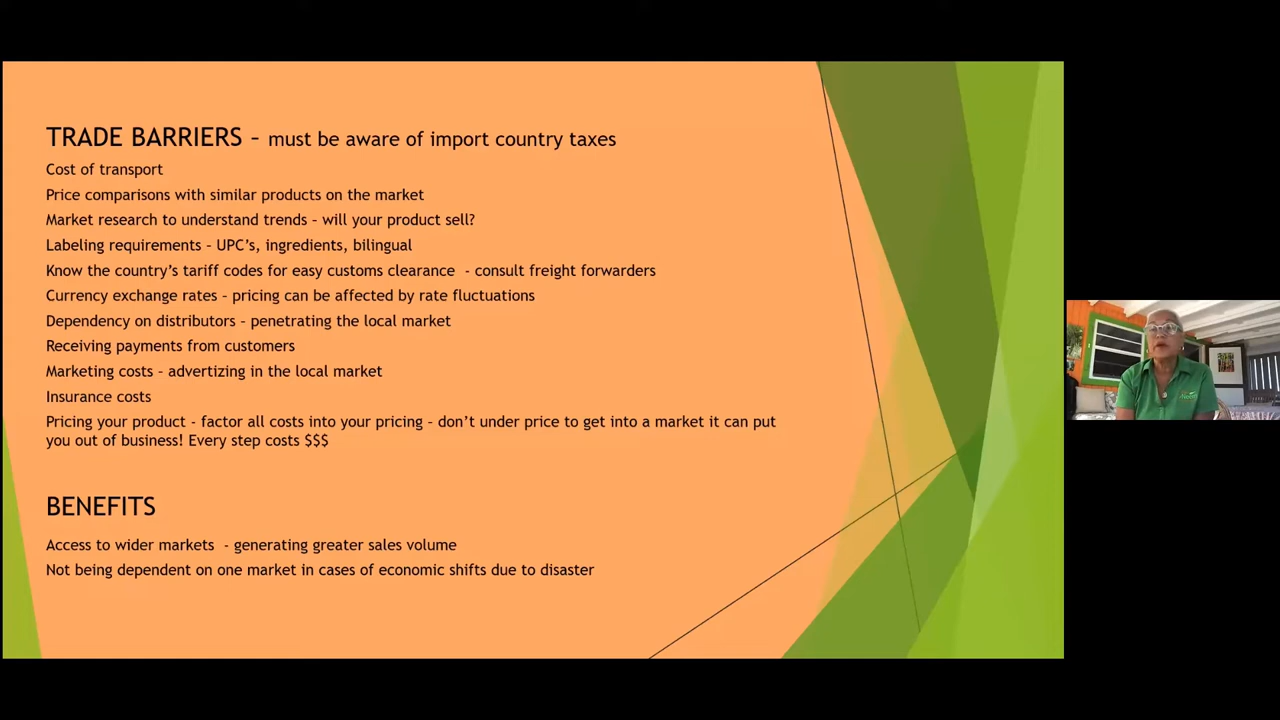 TRADE BARRIERS – must be aware of import country taxes
Cost of transport
Price comparisons with similar products on the market
Market research to understand trends – will your product sell?
Labeling requirements – UPC's, ingredients, bilingual
Know the country's tariff codes for easy customs clearance  - consult freight forwarders
Currency exchange rates – pricing can be affected by rate fluctuations
Dependency on distributors – penetrating the local market
Receiving payments from customers
Marketing costs – advertizing in the local market
Insurance costs
Pricing your product - factor all costs into your pricing – don't under price to get into a market it can put
you out of business! Every step costs $$$
BENEFITS
Access to wider markets  - generating greater sales volume
Not being dependent on one market in cases of economic shifts due to disaster